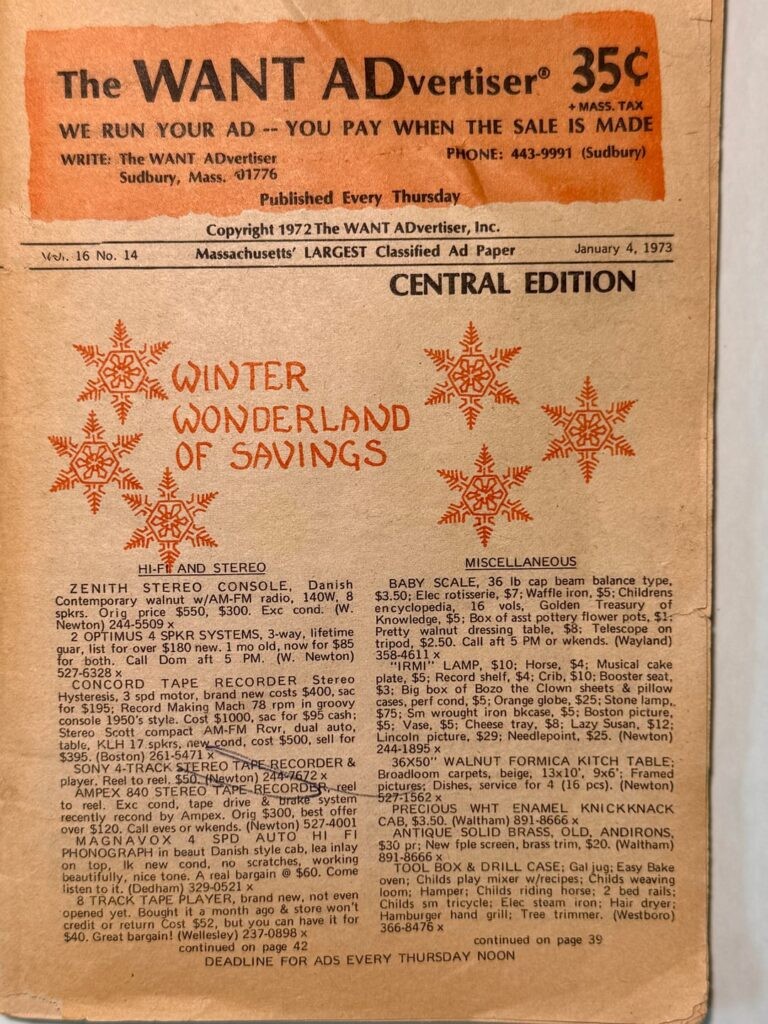 The WANT ADvertiser® 35¢
+ MASS. TAX
WE RUN YOUR AD -- YOU PAY WHEN THE SALE IS MADE
WRITE: The WANT ADvertiser
Sudbury, Mass. 01776
PHONE: 443-9991 (Sudbury)
Published Every Thursday
Copyright 1972 The WANT ADvertiser, Inc.
Vol. 16 No. 14
Massachusetts' LARGEST Classified Ad Paper
January 4, 1973
CENTRAL EDITION
WINTER
WONDERLAND
OF SAVINGS
HI-FI AND STEREO
ZENITH STEREO CONSOLE, Danish
Contemporary walnut w/AM-FM radio, 140W, 8
spkrs. Orig price $550, $300. Exc cond. (W.
Newton) 244-5509 x
2 OPTIMUS 4 SPKR SYSTEMS, 3-way, lifetime
guar, list for over $180 new. 1 mo old, now for $85
for both. Call Dom aft 5 PM. (W. Newton)
527-6328 x
CONCORD TAPE RECORDER Stereo
Hysteresis, 3 spd motor, brand new costs $400, sac
for $195; Record Making Mach 78 rpm in groovy
console 1950's style. Cost $1000, sac for $95 cash;
Stereo Scott compact AM-FM Rcvr, dual auto,
table, KLH 17 spkrs, new cond, cost $500, sell for
$395. (Boston) 261-5471 x
SONY 4-TRACK STEREO TAPE RECORDER &
player. Reel to reel, $50. (Newton) 244-7672 x
AMPEX 840 STEREO TAPE RECORDER, reel
to reel. Exc cond, tape drive & brake system
recently recond by Ampex. Orig $300, best offer
over $120. Call eves or wkends. (Newton) 527-4001
MAGNAVOX 4 SPD AUTO HI FI
PHONOGRAPH in beaut Danish style cab, lea inlay
on top, lk new cond, no scratches, working
beautifully, nice tone. A real bargain @ $60. Come
listen to it. (Dedham) 329-0521 x
8 TRACK TAPE PLAYER, brand new, not even
opened yet. Bought it a month ago & store won't
credit or return Cost $52, but you can have it for
$40. Great bargain! (Wellesley) 237-0898 x
continued on page 42
MISCELLANEOUS
BABY SCALE, 36 lb cap beam balance type,
$3.50; Elec rotisserie, $7; Waffle iron, $5; Childrens
encyclopedia, 16 vols, Golden Treasury of
Knowledge, $5; Box of asst pottery flower pots, $1;
Pretty walnut dressing table, $8; Telescope on
tripod, $2.50. Call aft 5 PM or wkends. (Wayland)
358-4611 x
"IRMI" LAMP, $10; Horse, $4; Musical cake
plate, $5; Record shelf, $4; Crib, $10; Booster seat,
$3; Big box of Bozo the Clown sheets & pillow
cases, perf cond, $5; Orange globe, $25; Stone lamp,
$75; Sm wrought iron bkcase, $5; Boston picture,
$5; Vase, $5; Cheese tray, $8; Lazy Susan, $12;
Lincoln picture, $29; Needlepoint, $25. (Newton)
244-1895 x
36X50" WALNUT FORMICA KITCH TABLE;
Broadloom carpets, beige, 13x10', 9x6'; Framed
pictures; Dishes, service for 4 (16 pcs). (Newton)
527-1562 x
PRECIOUS WHT ENAMEL KNICKKNACK
CAB, $3.50. (Waltham) 891-8666 x
ANTIQUE SOLID BRASS, OLD, ANDIRONS,
$30 pr; New fple screen, brass trim, $20. (Waltham)
891-8666 x
TOOL BOX & DRILL CASE; Gal jug; Easy Bake
oven; Childs play mixer w/recipes; Childs weaving
loom; Hamper; Childs riding horse; 2 bed rails;
Childs sm tricycle; Elec steam iron; Hair dryer;
Hamburger hand grill; Tree trimmer. (Westboro)
366-8476 x
continued on page 39
DEADLINE FOR ADS EVERY THURSDAY NOON